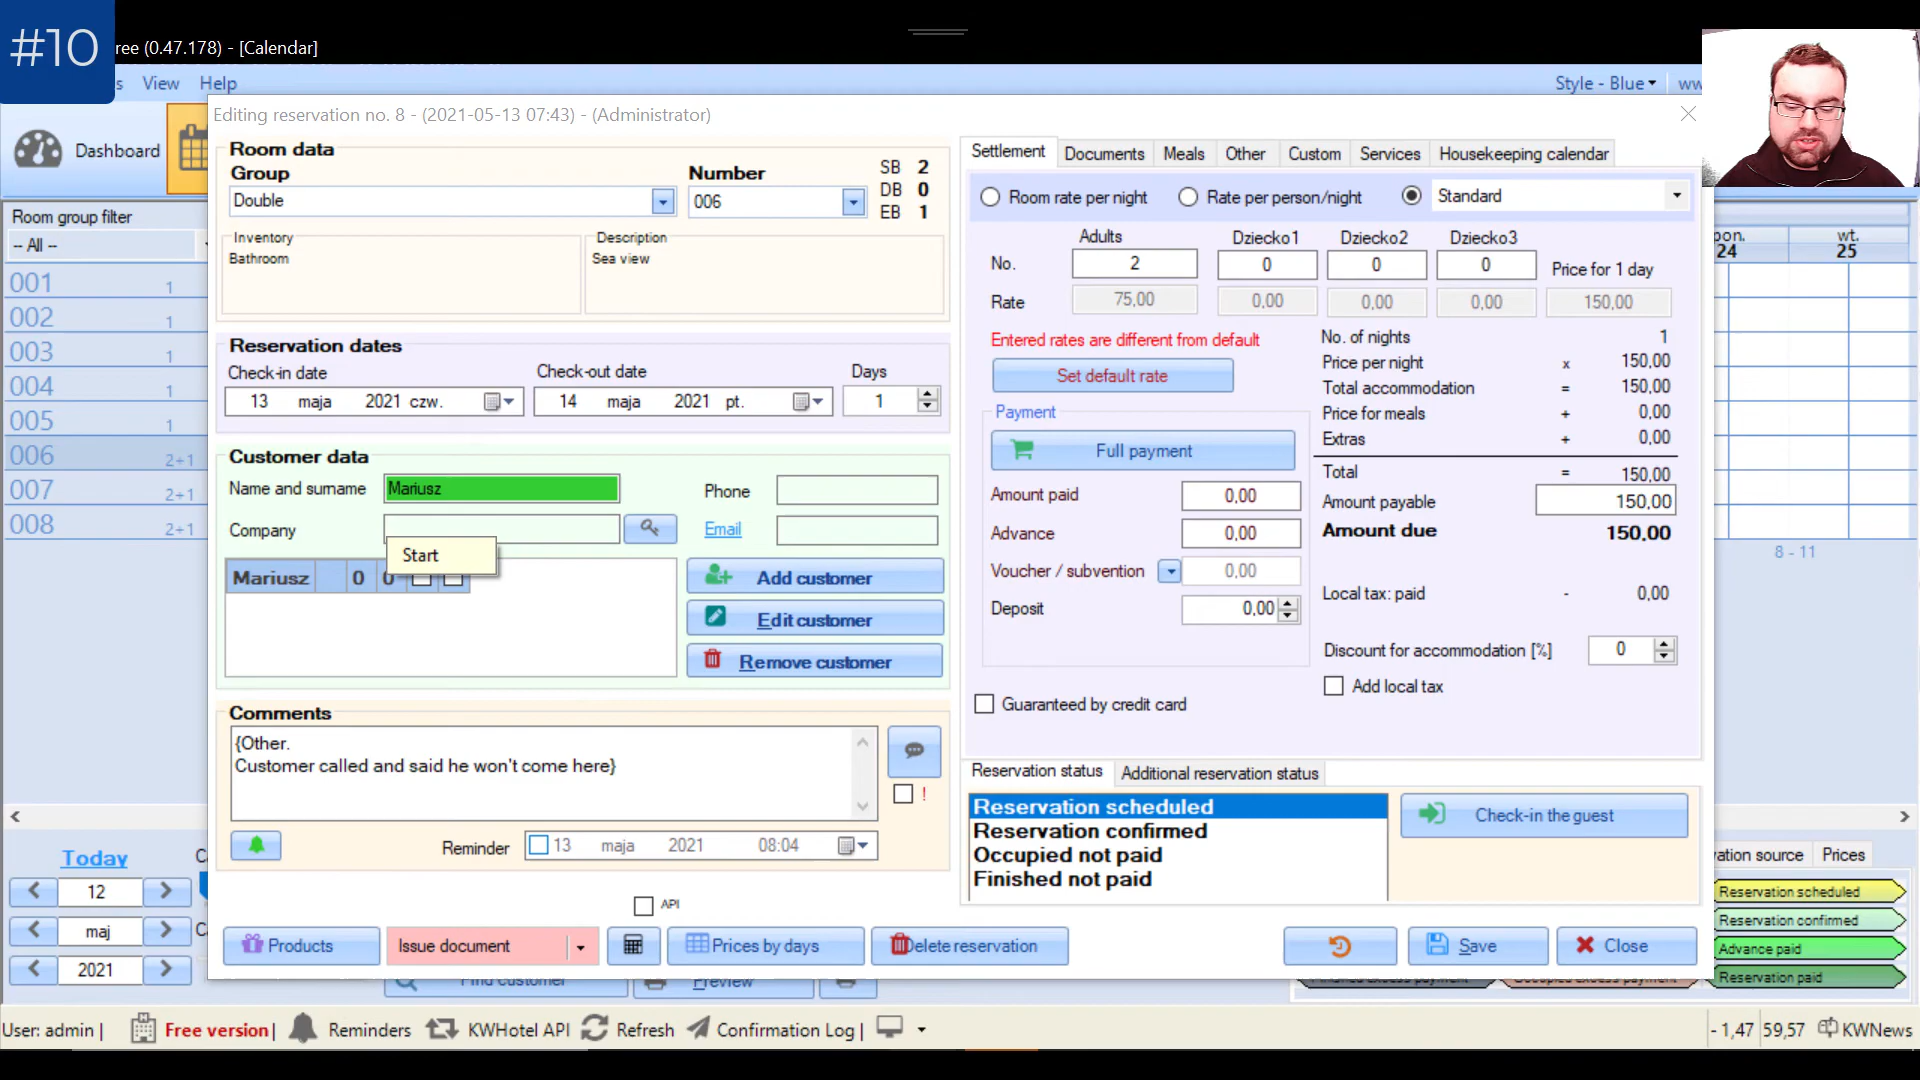 #10
ree (0.47.178) - [Calendar]
s View Help
Style - Blue
ww
Dashboard
Room group filter
-- All --
001 1
002 1
003 1
004 1
005 1
006 2+1
007 2+1
008 2+1
Editing reservation no. 8 - (2021-05-13 07:43) - (Administrator)
Room data
Group
Double
Number
006
SB 2
DB 0
EB 1
Inventory
Bathroom
Description
Sea view
Reservation dates
Check-in date
13 maja 2021 czw.
Check-out date
14 maja 2021 pt.
Days
1
Customer data
Name and surname
Mariusz
Phone
Company
Email
Start
Mariusz 0 0
Add customer
Edit customer
Remove customer
Comments
{Other.
Customer called and said he won't come here}
!
Reminder
13 maja 2021 08:04
API
Products
Issue document
Prices by days
Delete reservation
Save
Close
Settlement Documents Meals Other Custom Services Housekeeping calendar
Room rate per night
Rate per person/night
Standard
Adults Dziecko1 Dziecko2 Dziecko3
No. 2 0 0 0 Price for 1 day
Rate 75,00 0,00 0,00 0,00 150,00
Entered rates are different from default
Set default rate
Payment
Full payment
Amount paid 0,00
Advance 0,00
Voucher / subvention 0,00
Deposit 0,00
Guaranteed by credit card
No. of nights 1
Price per night x 150,00
Total accommodation = 150,00
Price for meals + 0,00
Extras + 0,00
Total = 150,00
Amount payable 150,00
Amount due 150.00
Local tax: paid - 0,00
Discount for accommodation [%] 0
Add local tax
Reservation status Additional reservation status
Reservation scheduled
Reservation confirmed
Occupied not paid
Finished not paid
Check-in the guest
pon. wt.
24 25
8 - 11
Today
12
maj
2021
Find customer
Preview
vation source Prices
Reservation scheduled
Reservation confirmed
Advance paid
Reservation paid
Finished excess payment
Occupied excess payment
User: admin |
Free version |
Reminders
KWHotel API
Refresh
Confirmation Log |
- 1,47 59,57 KWNews